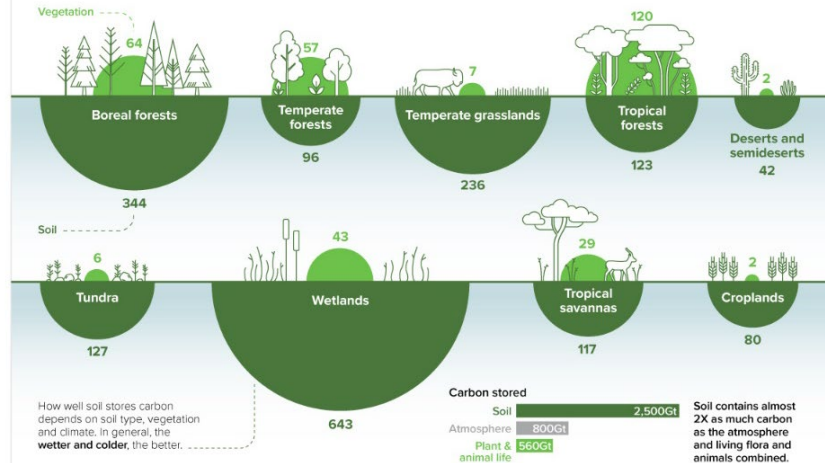 Vegetation
64
57
7
120
2
Boreal forests
Temperate
forests
Temperate grasslands
Tropical
forests
Deserts and
semideserts
344
96
236
123
42
Soil
6
43
29
2
Tundra
Wetlands
Tropical
savannas
Croplands
127
643
117
80
How well soil stores carbon
depends on soil type, vegetation
and climate. In general, the
wetter and colder, the better.
Carbon stored
Soil 2,500Gt
Atmosphere 800Gt
Plant &
animal life 560Gt
Soil contains almost
2X as much carbon
as the atmosphere
and living flora and
animals combined.